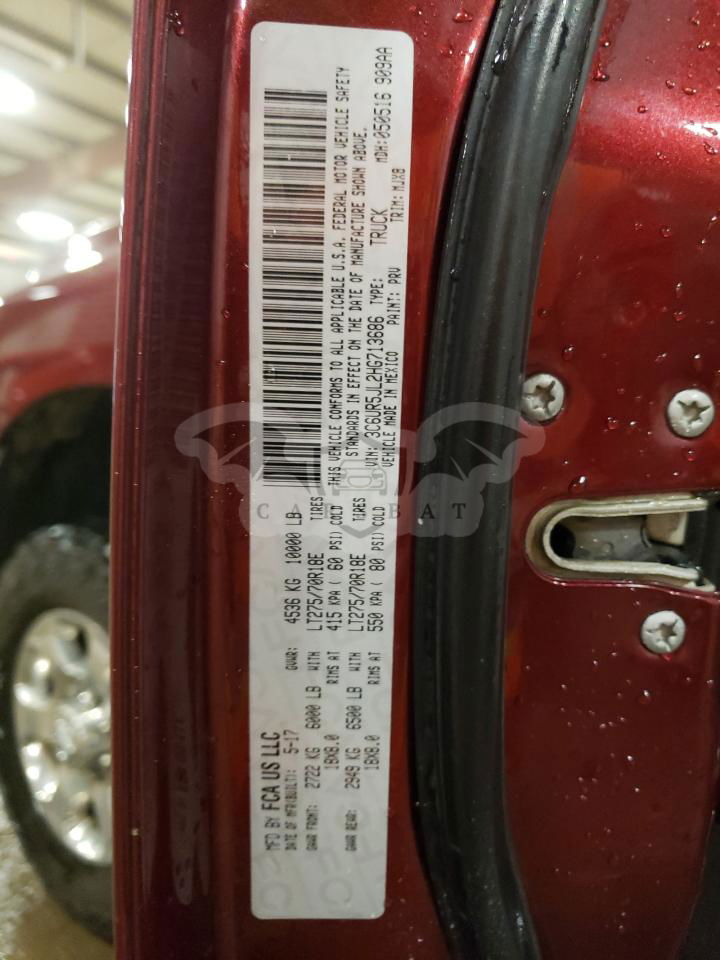 MFD BY FCA US LLC
DATE OF MFR(BUILT): 5-17
GVWR: 4536 KG 10000 LB
GAWR FRONT: 2722 KG 6000 LB WITH LT275/70R18E TIRES
18X8.0 RIMS AT 415 KPA ( 60 PSI) COLD
GAWR REAR: 2949 KG 6500 LB WITH LT275/70R18E TIRES
18X8.0 RIMS AT 550 KPA ( 80 PSI) COLD
THIS VEHICLE CONFORMS TO ALL APPLICABLE U.S.A. FEDERAL MOTOR VEHICLE SAFETY
STANDARDS IN EFFECT ON THE DATE OF MANUFACTURE SHOWN ABOVE.
VIN: 3C6UR5JL2HG713686 TYPE: TRUCK MDH:050516 909AA
VEHICLE MADE IN MEXICO PAINT: PRV TRIM: MJX8